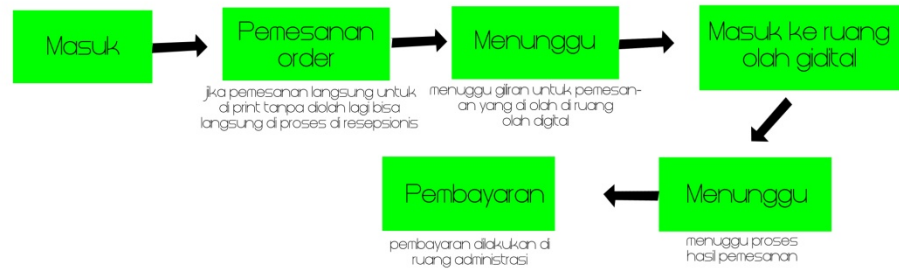 Masuk
Pemesanan
order
jika pemesanan langsung untuk
di print tanpa diolah lagi bisa
langsung di proses di resepsionis
Menunggu
menuggu giliran untuk pemesan-
an yang di olah di ruang
olah digital
Masuk ke ruang
olah gidital
Menunggu
menuggu proses
hasil pemesanan
Pembayaran
pembayaran dilakukan di
ruang administrasi